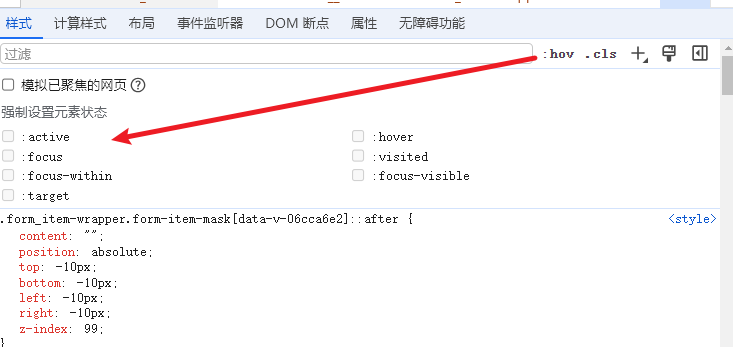 样式 计算样式 布局 事件监听器 DOM 断点 属性 无障碍功能
过滤 :hov .cls
模拟已聚焦的网页
强制设置元素状态
:active :hover
:focus :visited
:focus-within :focus-visible
:target
.form_item-wrapper.form-item-mask[data-v-06cca6e2]::after { <style>
content: "";
position: absolute;
top: -10px;
bottom: -10px;
left: -10px;
right: -10px;
z-index: 99;
}